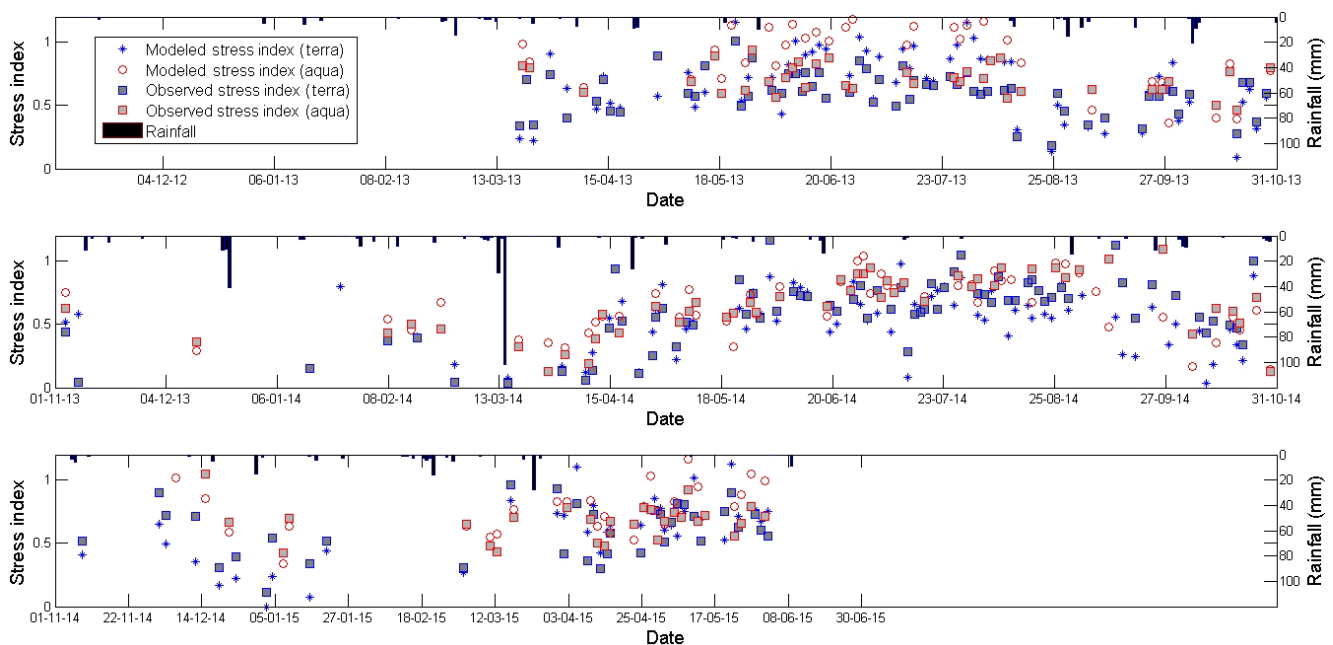 0
20
40
60
80
100
Rainfall (mm)
1
0.5
0
Stress index
Modeled stress index (terra)
Modeled stress index (aqua)
Observed stress index (terra)
Observed stress index (aqua)
Rainfall
04-12-12 06-01-13 08-02-13 13-03-13 15-04-13 18-05-13 20-06-13 23-07-13 25-08-13 27-09-13 31-10-13
Date
0
20
40
60
80
100
Rainfall (mm)
1
0.5
0
Stress index
01-11-13 04-12-13 06-01-14 08-02-14 13-03-14 15-04-14 18-05-14 20-06-14 23-07-14 25-08-14 27-09-14 31-10-14
Date
0
20
40
60
80
100
Rainfall (mm)
1
0.5
0
Stress index
01-11-14 22-11-14 14-12-14 05-01-15 27-01-15 18-02-15 12-03-15 03-04-15 25-04-15 17-05-15 08-06-15 30-06-15
Date